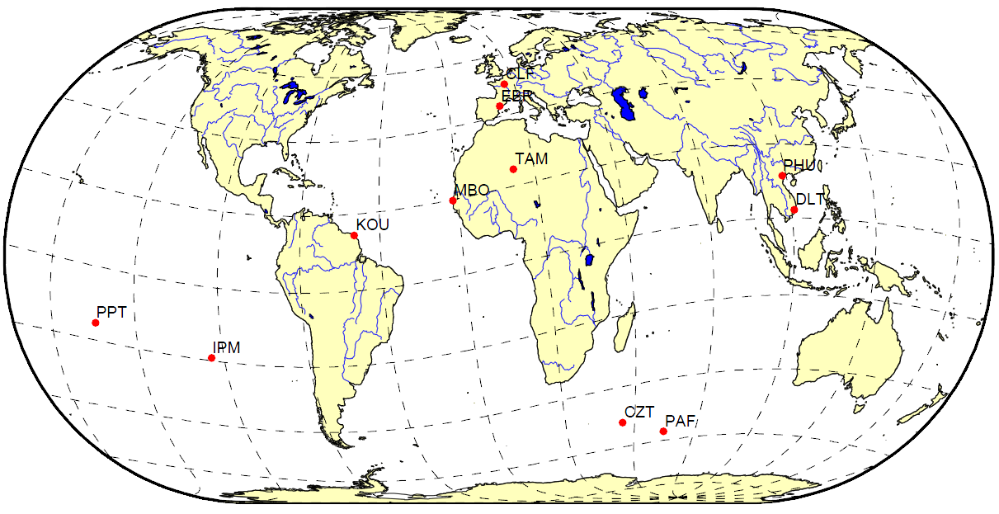 CLF
EBR
TAM
PHU
MBO
DLT
KOU
PPT
IPM
CZT
PAF